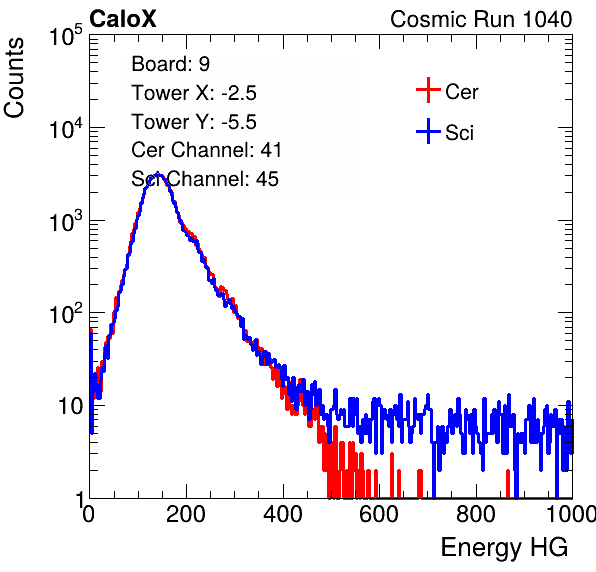 CaloX Cosmic Run 1040
Counts
10^5
10^4
10^3
10^2
10
1
Board: 9
Tower X: -2.5
Tower Y: -5.5
Cer Channel: 41
Sci Channel: 45
Cer
Sci
0 200 400 600 800 1000
Energy HG